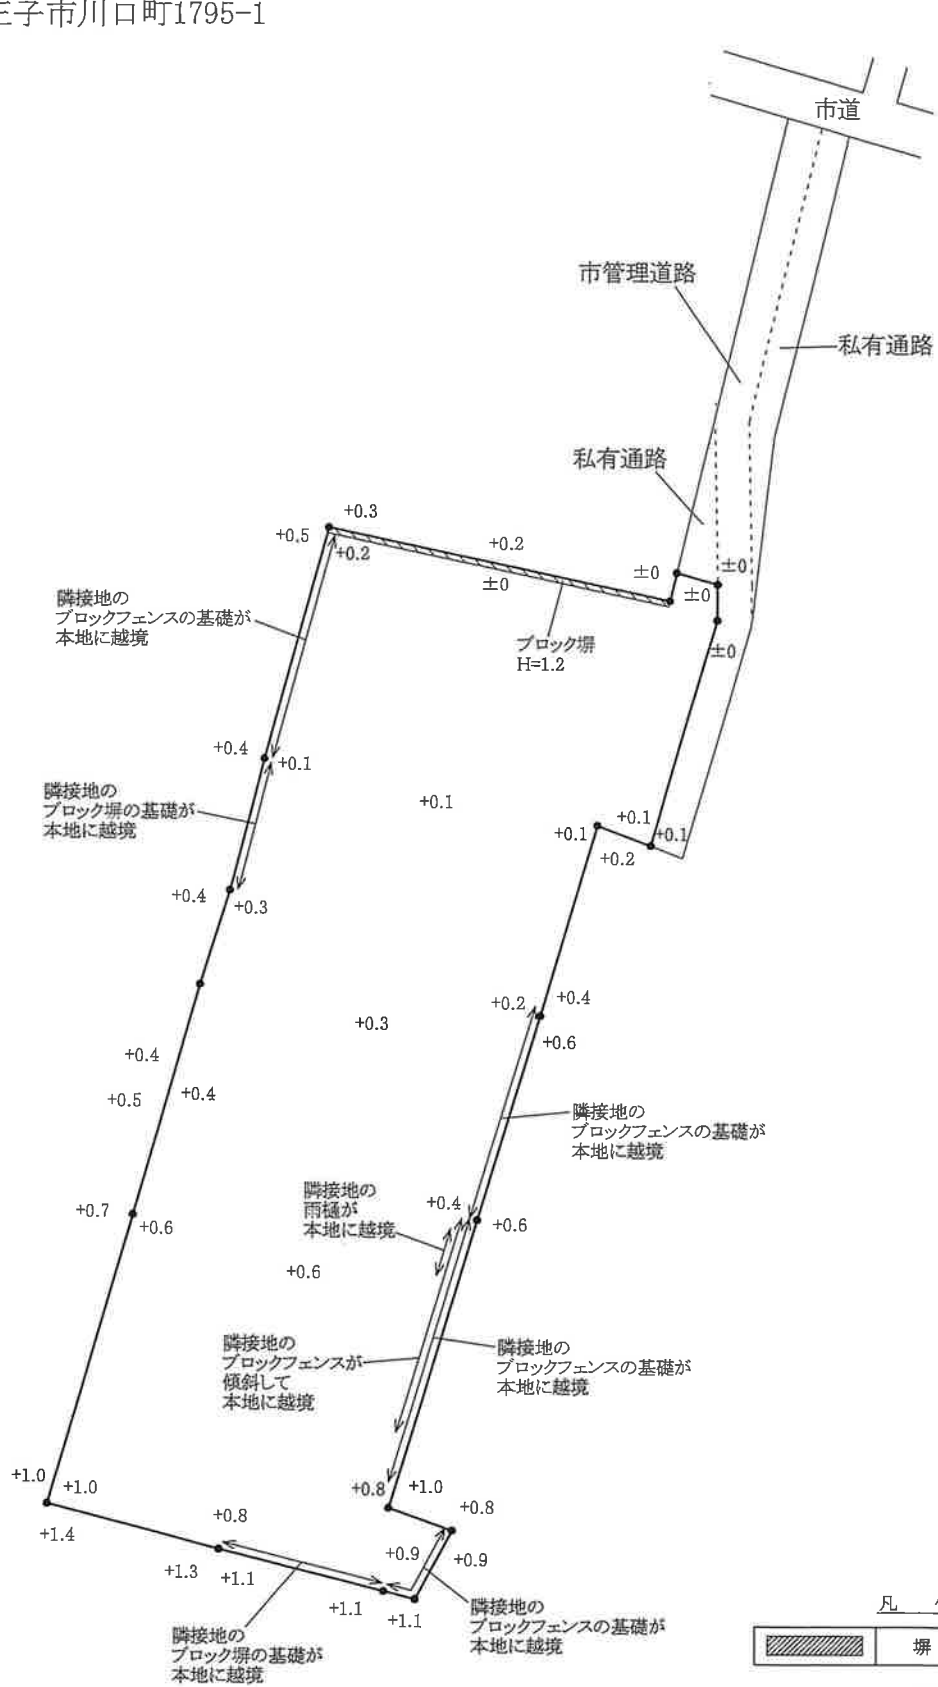 王子市川口町1795-1
市道
市管理道路
私有通路
私有通路
+0.3
+0.5
+0.2
+0.2
±0
±0
±0
±0
±0
隣接地の
ブロックフェンスの基礎が
本地に越境
ブロック塀
H=1.2
+0.4
+0.1
隣接地の
ブロック塀の基礎が
本地に越境
+0.1
+0.1
+0.1
+0.1
+0.2
+0.4
+0.3
+0.2
+0.4
+0.3
+0.6
+0.4
+0.5
+0.4
隣接地の
ブロックフェンスの基礎が
本地に越境
隣接地の
雨樋が
本地に越境
+0.4
+0.7
+0.6
+0.6
+0.6
隣接地の
ブロックフェンスが
傾斜して
本地に越境
隣接地の
ブロックフェンスの基礎が
本地に越境
+1.0
+1.0
+0.8
+1.0
+0.8
+0.8
+1.4
+0.9
+0.9
+1.3
+1.1
+1.1
+1.1
隣接地の
ブロックフェンスの基礎が
本地に越境
隣接地の
ブロック塀の基礎が
本地に越境
凡
塀